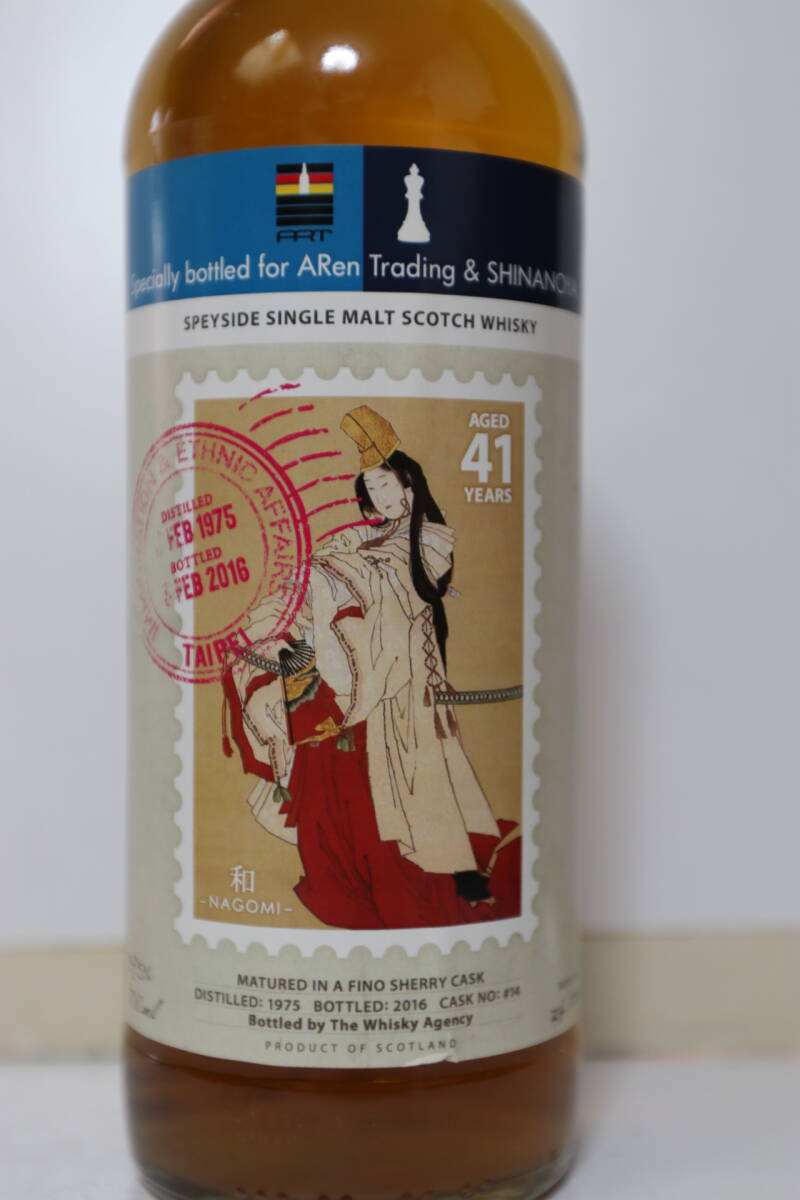 ART
Specially bottled for ARen Trading & SHINANOYA
SPEYSIDE SINGLE MALT SCOTCH WHISKY
AGED
41
YEARS
& ETHNIC AFFAIRS
DISTILLED
FEB 1975
BOTTLED
FEB 2016
TAIPEI
和
-NAGOMI-
MATURED IN A FINO SHERRY CASK
DISTILLED: 1975 BOTTLED: 2016 CASK NO: #14
Bottled by The Whisky Agency
PRODUCT OF SCOTLAND